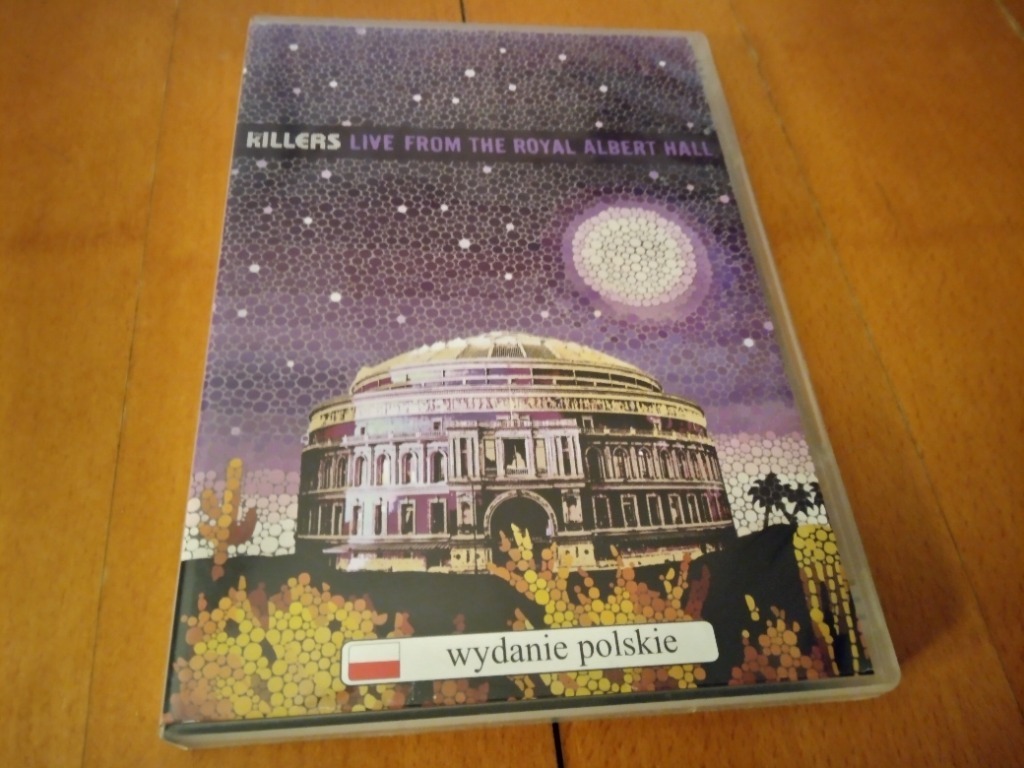 KILLERS LIVE FROM THE ROYAL ALBERT HALL
wydanie polskie